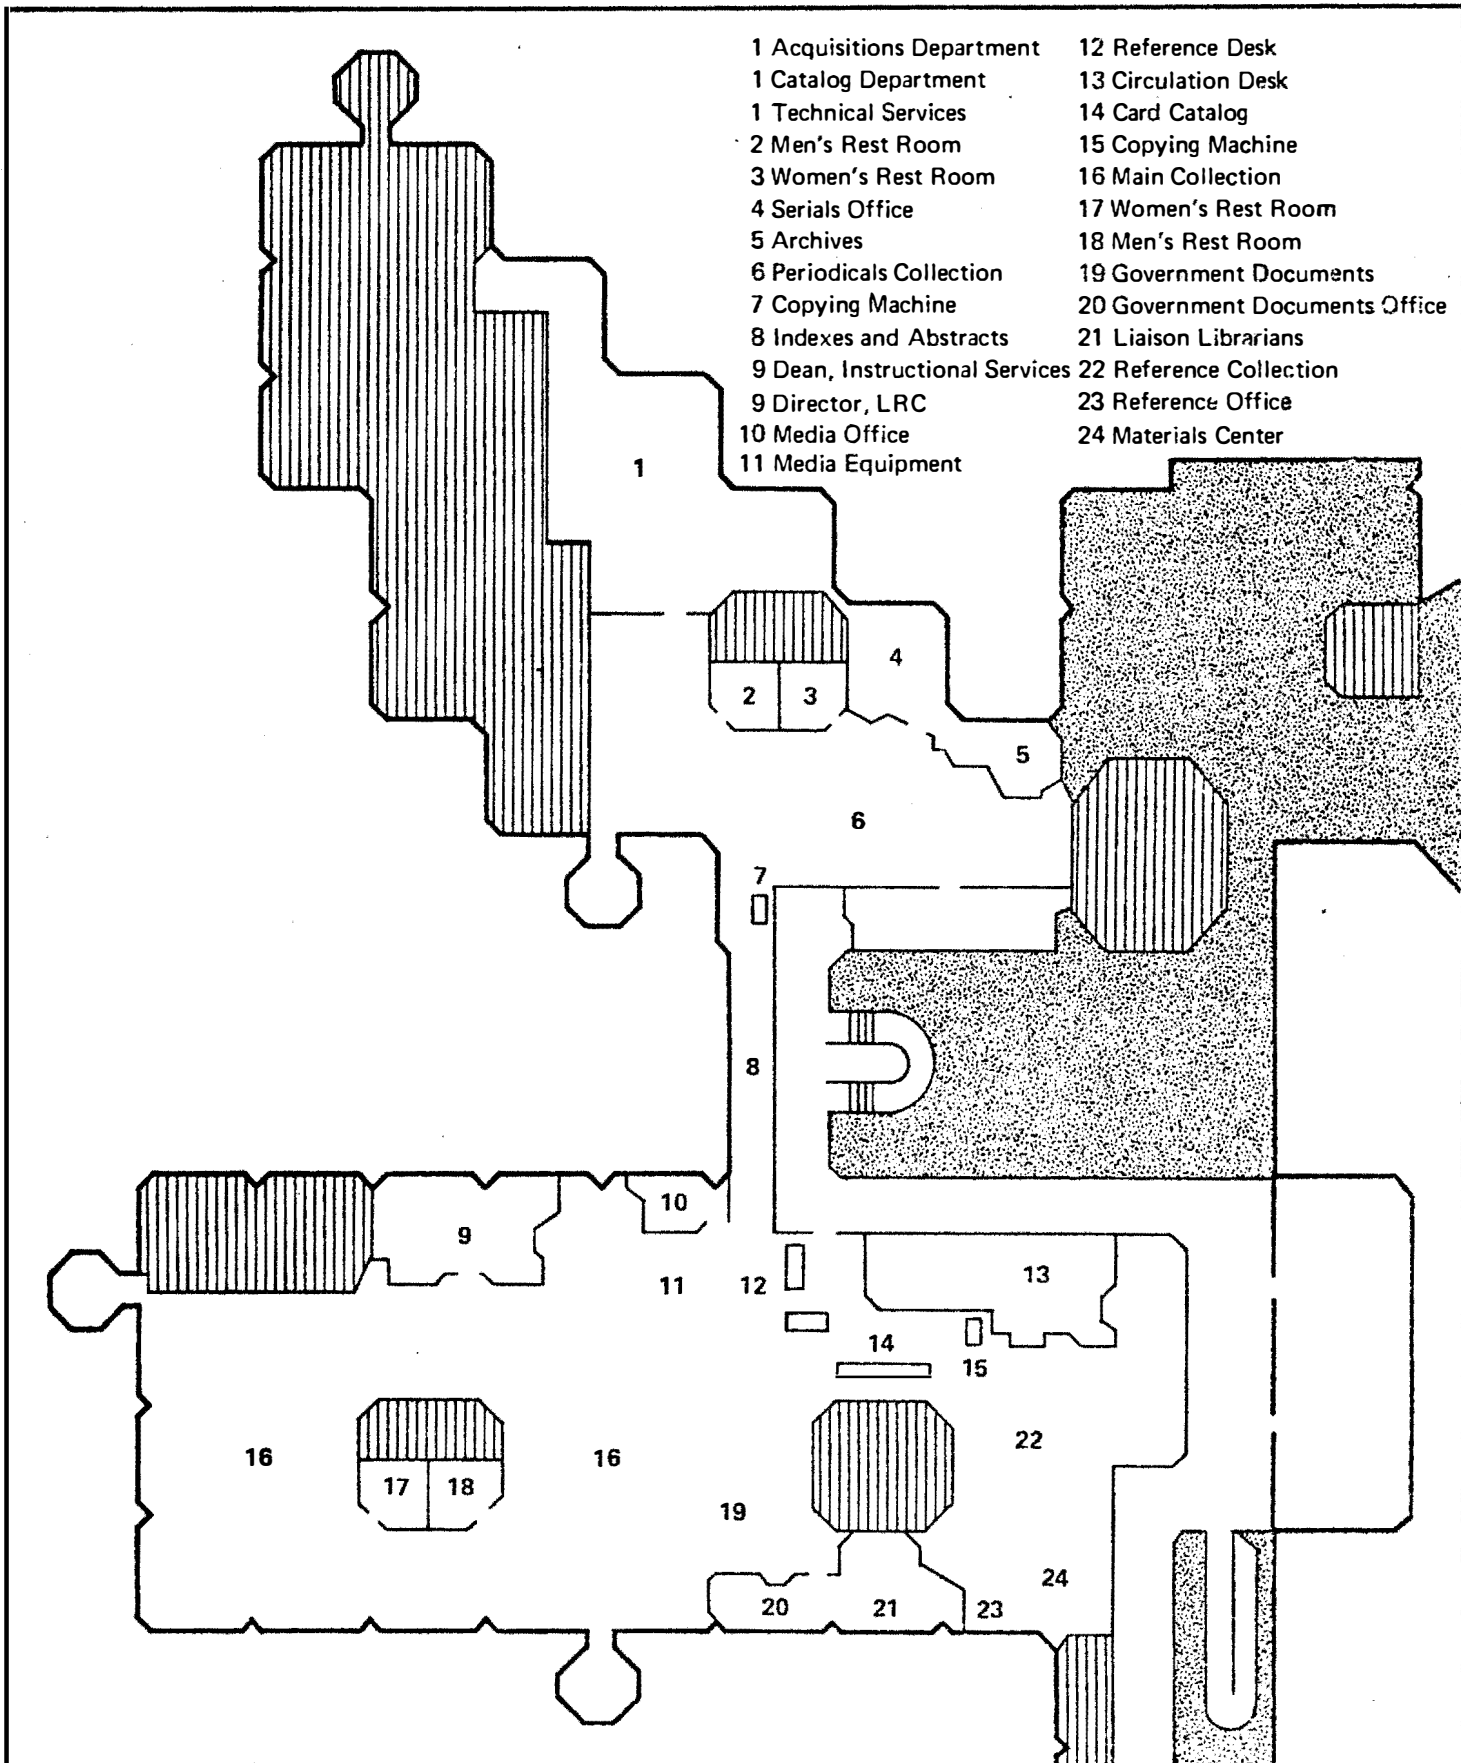 1 Acquisitions Department
1 Catalog Department
1 Technical Services
2 Men's Rest Room
3 Women's Rest Room
4 Serials Office
5 Archives
6 Periodicals Collection
7 Copying Machine
8 Indexes and Abstracts
9 Dean, Instructional Services
9 Director, LRC
10 Media Office
11 Media Equipment
12 Reference Desk
13 Circulation Desk
14 Card Catalog
15 Copying Machine
16 Main Collection
17 Women's Rest Room
18 Men's Rest Room
19 Government Documents
20 Government Documents Office
21 Liaison Librarians
22 Reference Collection
23 Reference Office
24 Materials Center
1
4
2 3
5
6
7
8
10
9
11 12 13
14
15
16 17 18 16 22
19
24
20 21 23